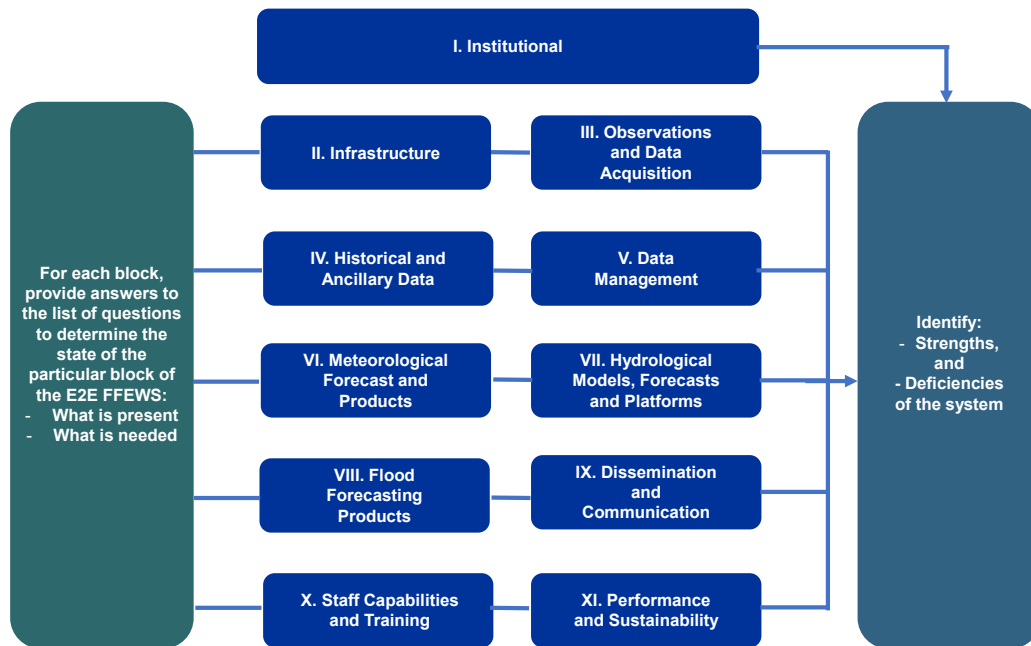 I. Institutional
For each block,
provide answers to
the list of questions
to determine the
state of the
particular block of
the E2E FFEWS:
- What is present
- What is needed
II. Infrastructure
III. Observations
and Data
Acquisition
IV. Historical and
Ancillary Data
V. Data
Management
VI. Meteorological
Forecast and
Products
VII. Hydrological
Models, Forecasts
and Platforms
VIII. Flood
Forecasting
Products
IX. Dissemination
and
Communication
X. Staff Capabilities
and Training
XI. Performance
and Sustainability
Identify:
- Strengths,
and
- Deficiencies
of the system